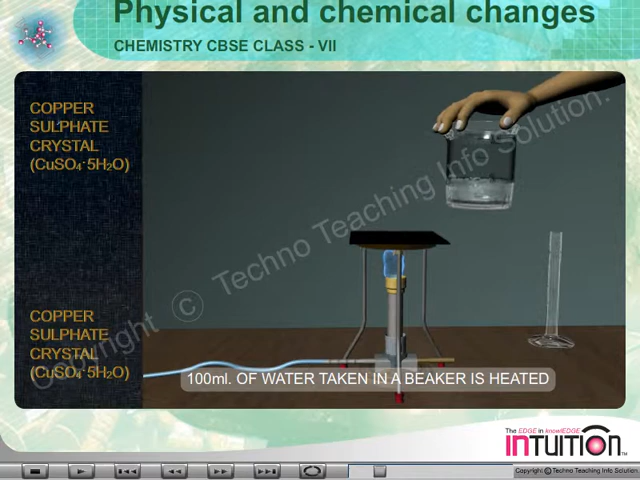 Physical and chemical changes
CHEMISTRY CBSE CLASS - VII
COPPER
SULPHATE
CRYSTAL
(CuSO₄·5H₂O)
Copyright © Techno Teaching Info Solution.
COPPER
SULPHATE
CRYSTAL
(CuSO₄·5H₂O)
100ml. OF WATER TAKEN IN A BEAKER IS HEATED
The EDGE in knowlEDGE
INTUITION™
Copyright © Techno Teaching Info Solution